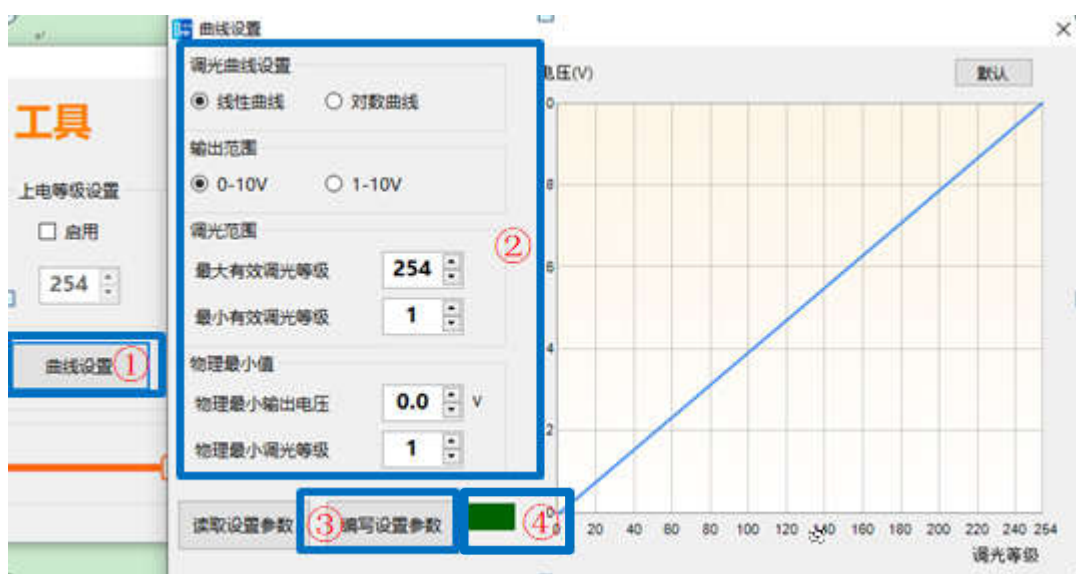 工具
上电等级设置
启用
254
曲线设置
①
曲线设置
调光曲线设置
线性曲线 对数曲线
输出范围
0-10V 1-10V
调光范围
②
最大有效调光等级 254
最小有效调光等级 1
物理最小值
物理最小输出电压 0.0 V
物理最小调光等级 1
读取设置参数 ③ 编写设置参数
④
电压(V)
默认
0
8
6
4
2
0
0 20 40 60 80 100 120 160 180 200 220 240 254
调光等级